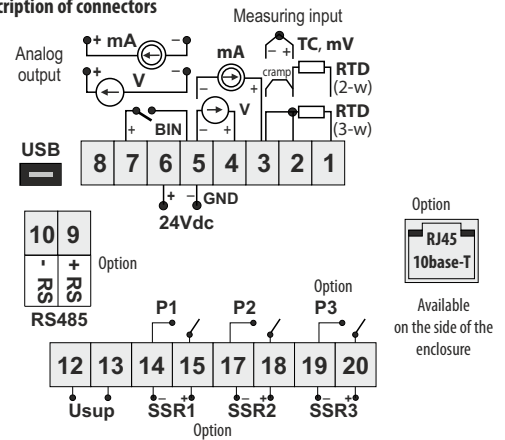 cription of connectors
Measuring input
Analog
output
+ mA -
+ V -
mA
- +
V
- +
- + TC, mV
cramp
RTD
(2-w)
RTD
(3-w)
+ BIN
USB
8 7 6 5 4 3 2 1
+ - GND
24Vdc
10 9
- RS
+ RS
Option
RS485
Option
RJ45
10base-T
Available
on the side of the
enclosure
Option
P1 P2 P3
12 13 14 15 17 18 19 20
Usup
- + - + - +
SSR1 SSR2 SSR3
Option